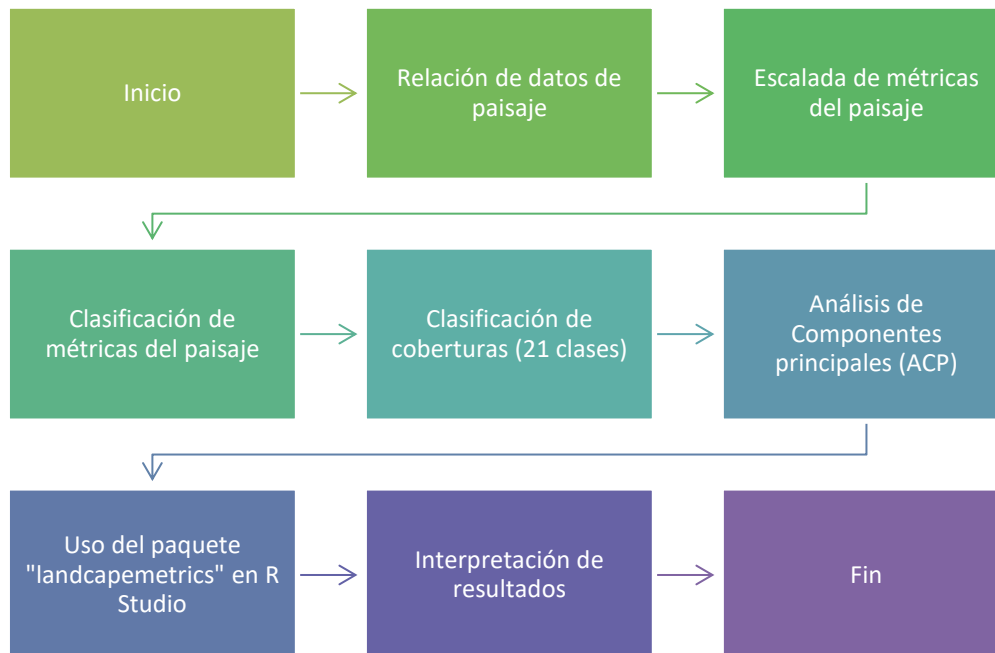 Inicio
Relación de datos de
paisaje
Escalada de métricas
del paisaje
Clasificación de
métricas del paisaje
Clasificación de
coberturas (21 clases)
Análisis de
Componentes
principales (ACP)
Uso del paquete
"landcapemetrics" en R
Studio
Interpretación de
resultados
Fin